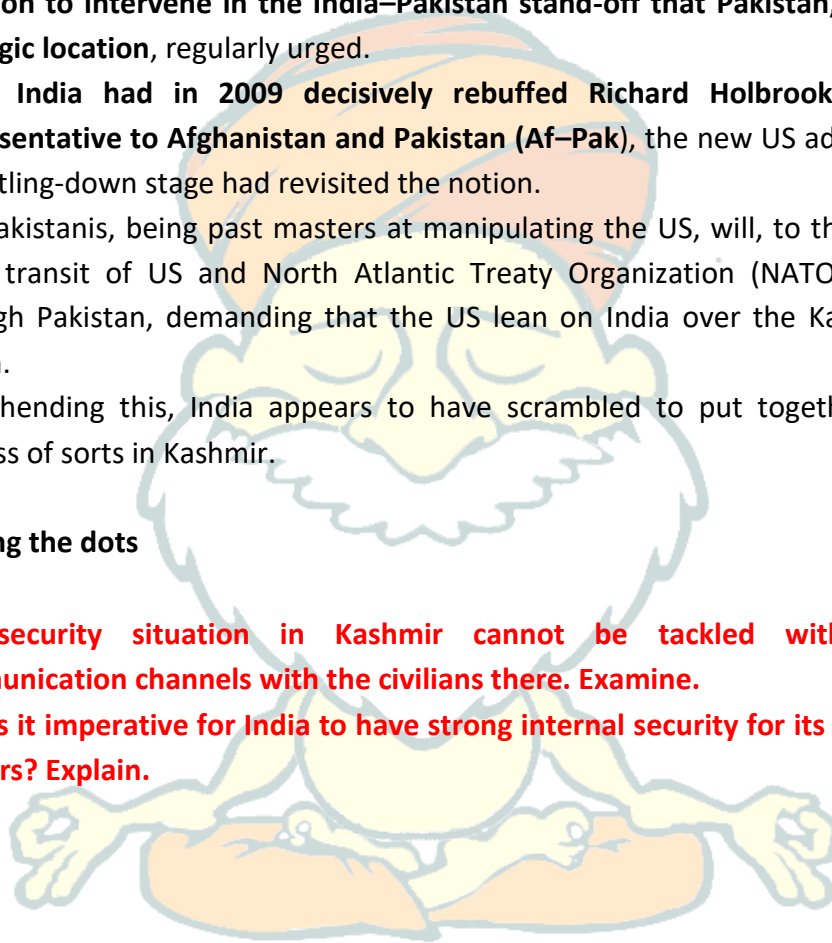 on to intervene in the India–Pakistan stand-off that Pakistan,
gic location, regularly urged.
India had in 2009 decisively rebuffed Richard Holbrook
sentative to Afghanistan and Pakistan (Af–Pak), the new US ad
tling-down stage had revisited the notion.
akistanis, being past masters at manipulating the US, will, to th
transit of US and North Atlantic Treaty Organization (NATO
gh Pakistan, demanding that the US lean on India over the Ka
.
hending this, India appears to have scrambled to put togeth
ss of sorts in Kashmir.
ng the dots
security situation in Kashmir cannot be tackled with
unication channels with the civilians there. Examine.
s it imperative for India to have strong internal security for its
rs? Explain.